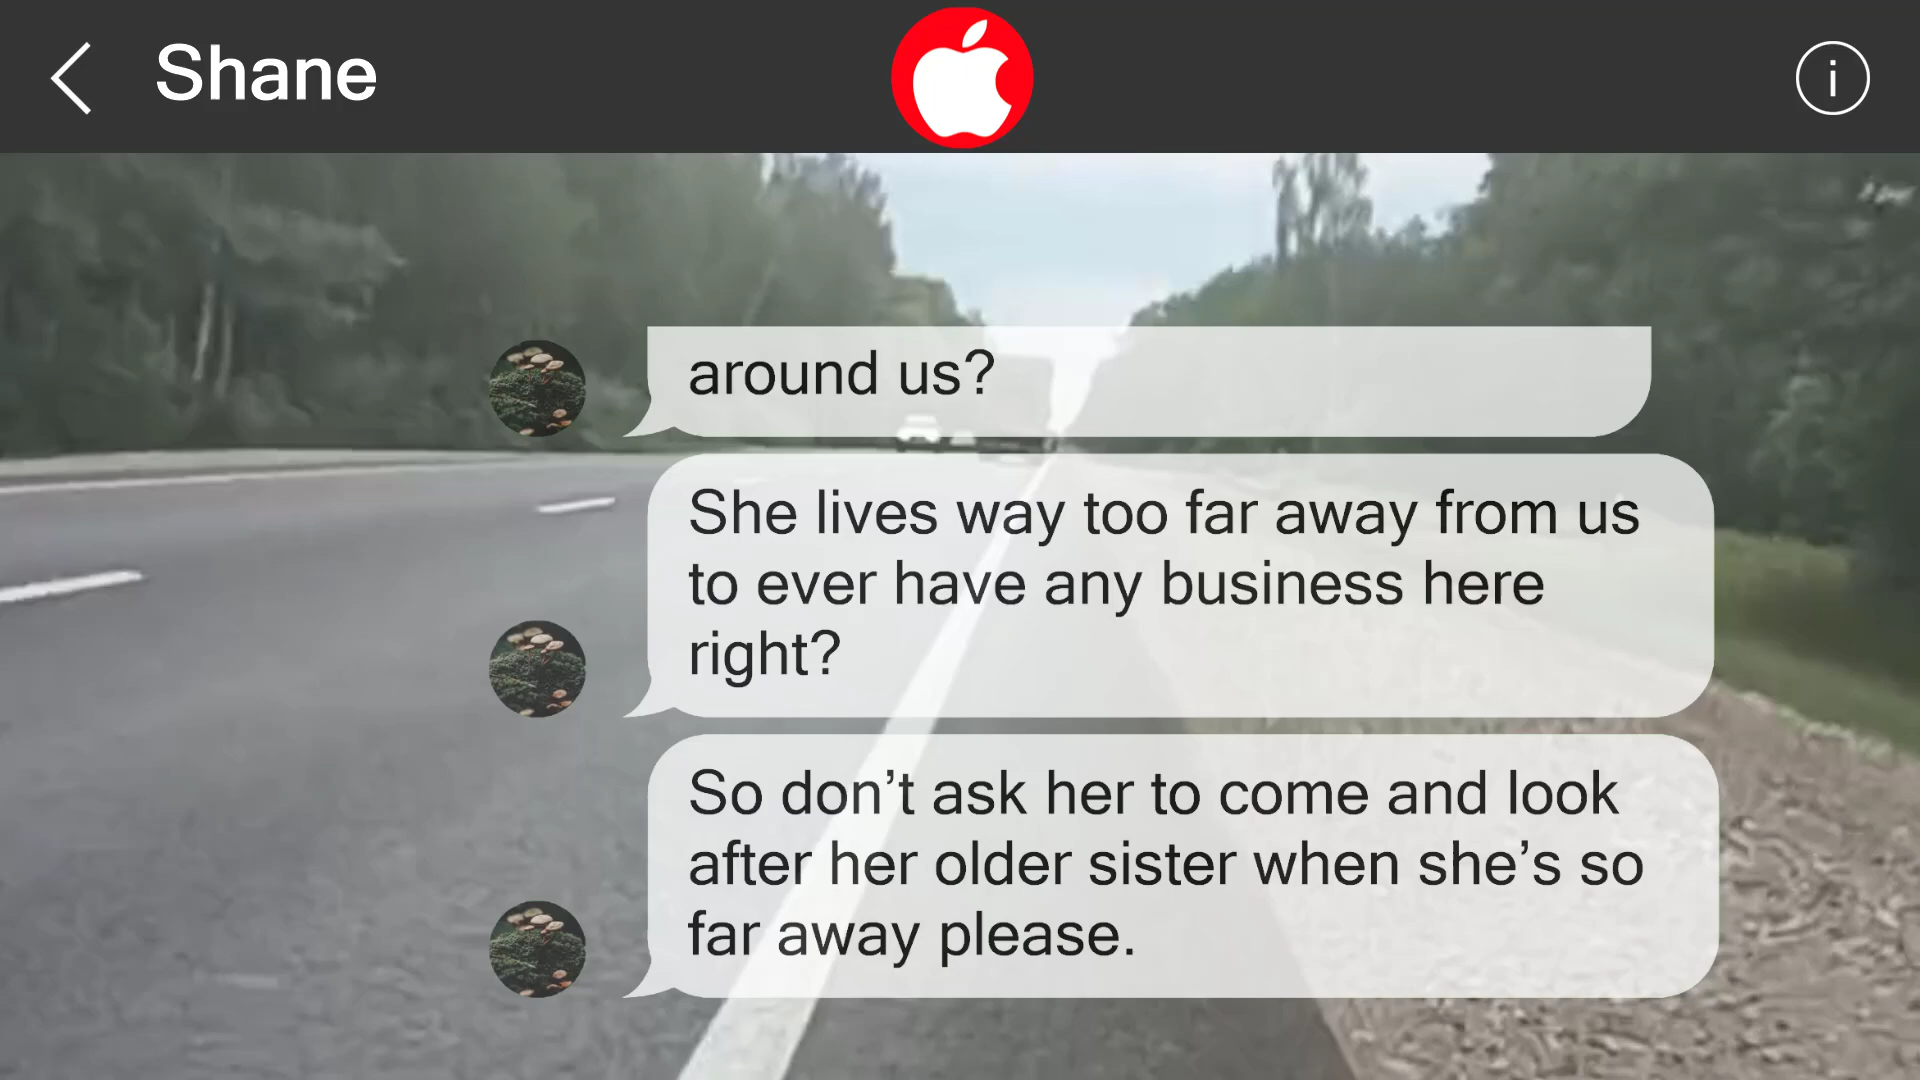 Shane
i
around us?
She lives way too far away from us
to ever have any business here
right?
So don’t ask her to come and look
after her older sister when she’s so
far away please.